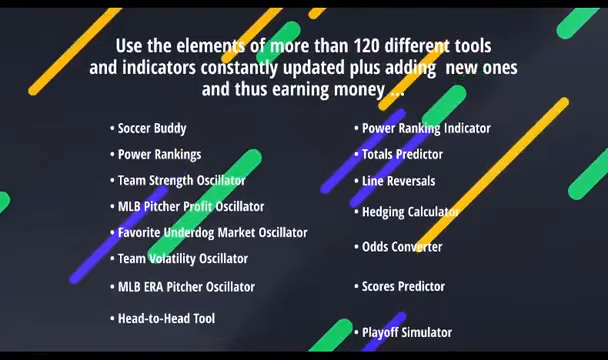 Use the elements of more than 120 different tools
and indicators constantly updated plus adding new ones
and thus earning money ...
• Soccer Buddy
• Power Rankings
• Team Strength Oscillator
• MLB Pitcher Profit Oscillator
• Favorite Underdog Market Oscillator
• Team Volatility Oscillator
• MLB ERA Pitcher Oscillator
• Head-to-Head Tool
• Power Ranking Indicator
• Totals Predictor
• Line Reversals
• Hedging Calculator
• Odds Converter
• Scores Predictor
• Playoff Simulator